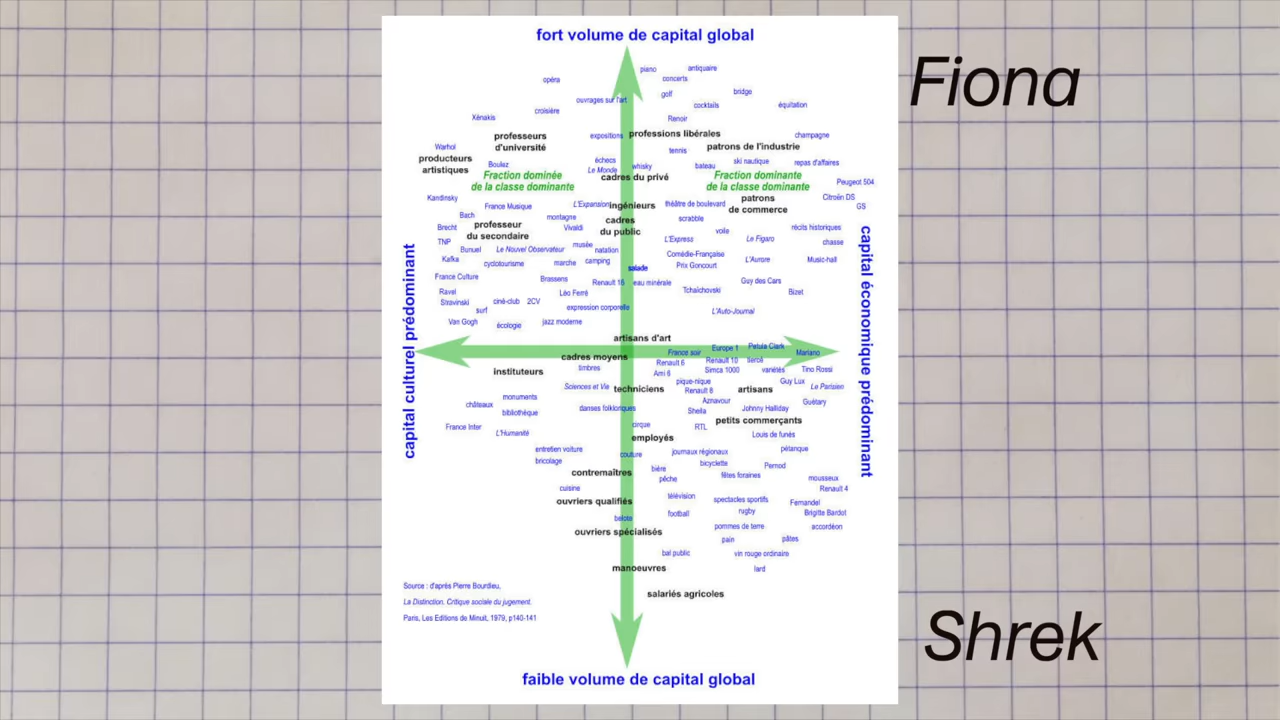 fort volume de capital global
Fiona
piano
antiquaire
opéra
concerts
golf
bridge
ouvrages sur l'art
cocktails
équitation
croisière
Xénakis
Renoir
professeurs
d'université
expositions
professions libérales
champagne
Warhol
tennis
patrons de l'industrie
producteurs
artistiques
Boulez
échecs
Le Monde
whisky
bateau
ski nautique
repas d'affaires
Fraction dominée
de la classe dominante
cadres du privé
Fraction dominante
de la classe dominante
Peugeot 504
Kandinsky
France Musique
L'Expansion
ingénieurs
théâtre de boulevard
patrons
de commerce
Citroën DS
GS
Bach
montagne
cadres
du public
scrabble
Brecht
professeur
du secondaire
Vivaldi
voile
récits historiques
TNP
Bunuel
Le Nouvel Observateur
musée
natation
L'Express
Le Figaro
chasse
Kafka
cyclotourisme
marche
camping
salade
Comédie-Française
Prix Goncourt
L'Aurore
Music-hall
France Culture
Brassens
Renault 16
eau minérale
Guy des Cars
Ravel
Léo Ferré
Tchaïchovski
Bizet
Stravinski
ciné-club
2CV
surf
expression corporelle
L'Auto-Journal
Van Gogh
écologie
jazz moderne
capital culturel prédominant
capital économique prédominant
artisans d'art
cadres moyens
France soir
Europe 1
Petula Clark
Mariano
instituteurs
timbres
Renault 6
Renault 10
tiercé
Ami 6
Simca 1000
variétés
Tino Rossi
Sciences et Vie
techniciens
pique-nique
Renault 8
artisans
Guy Lux
Le Parisien
monuments
châteaux
bibliothèque
danses folkloriques
Aznavour
Sheila
Johnny Halliday
Guétary
France Inter
L'Humanité
cirque
RTL
petits commerçants
employés
Louis de funès
entretien voiture
bricolage
couture
journaux régionaux
pétanque
bière
bicyclette
Pernod
contremaîtres
pêche
fêtes foraines
mousseux
cuisine
Renault 4
ouvriers qualifiés
télévision
spectacles sportifs
Fernandel
belote
football
rugby
Brigitte Bardot
ouvriers spécialisés
pommes de terre
accordéon
pain
pâtes
bal public
vin rouge ordinaire
manoeuvres
lard
salariés agricoles
Source : d'après Pierre Bourdieu,
La Distinction. Critique sociale du jugement.
Paris, Les Editions de Minuit, 1979, p140-141
Shrek
faible volume de capital global